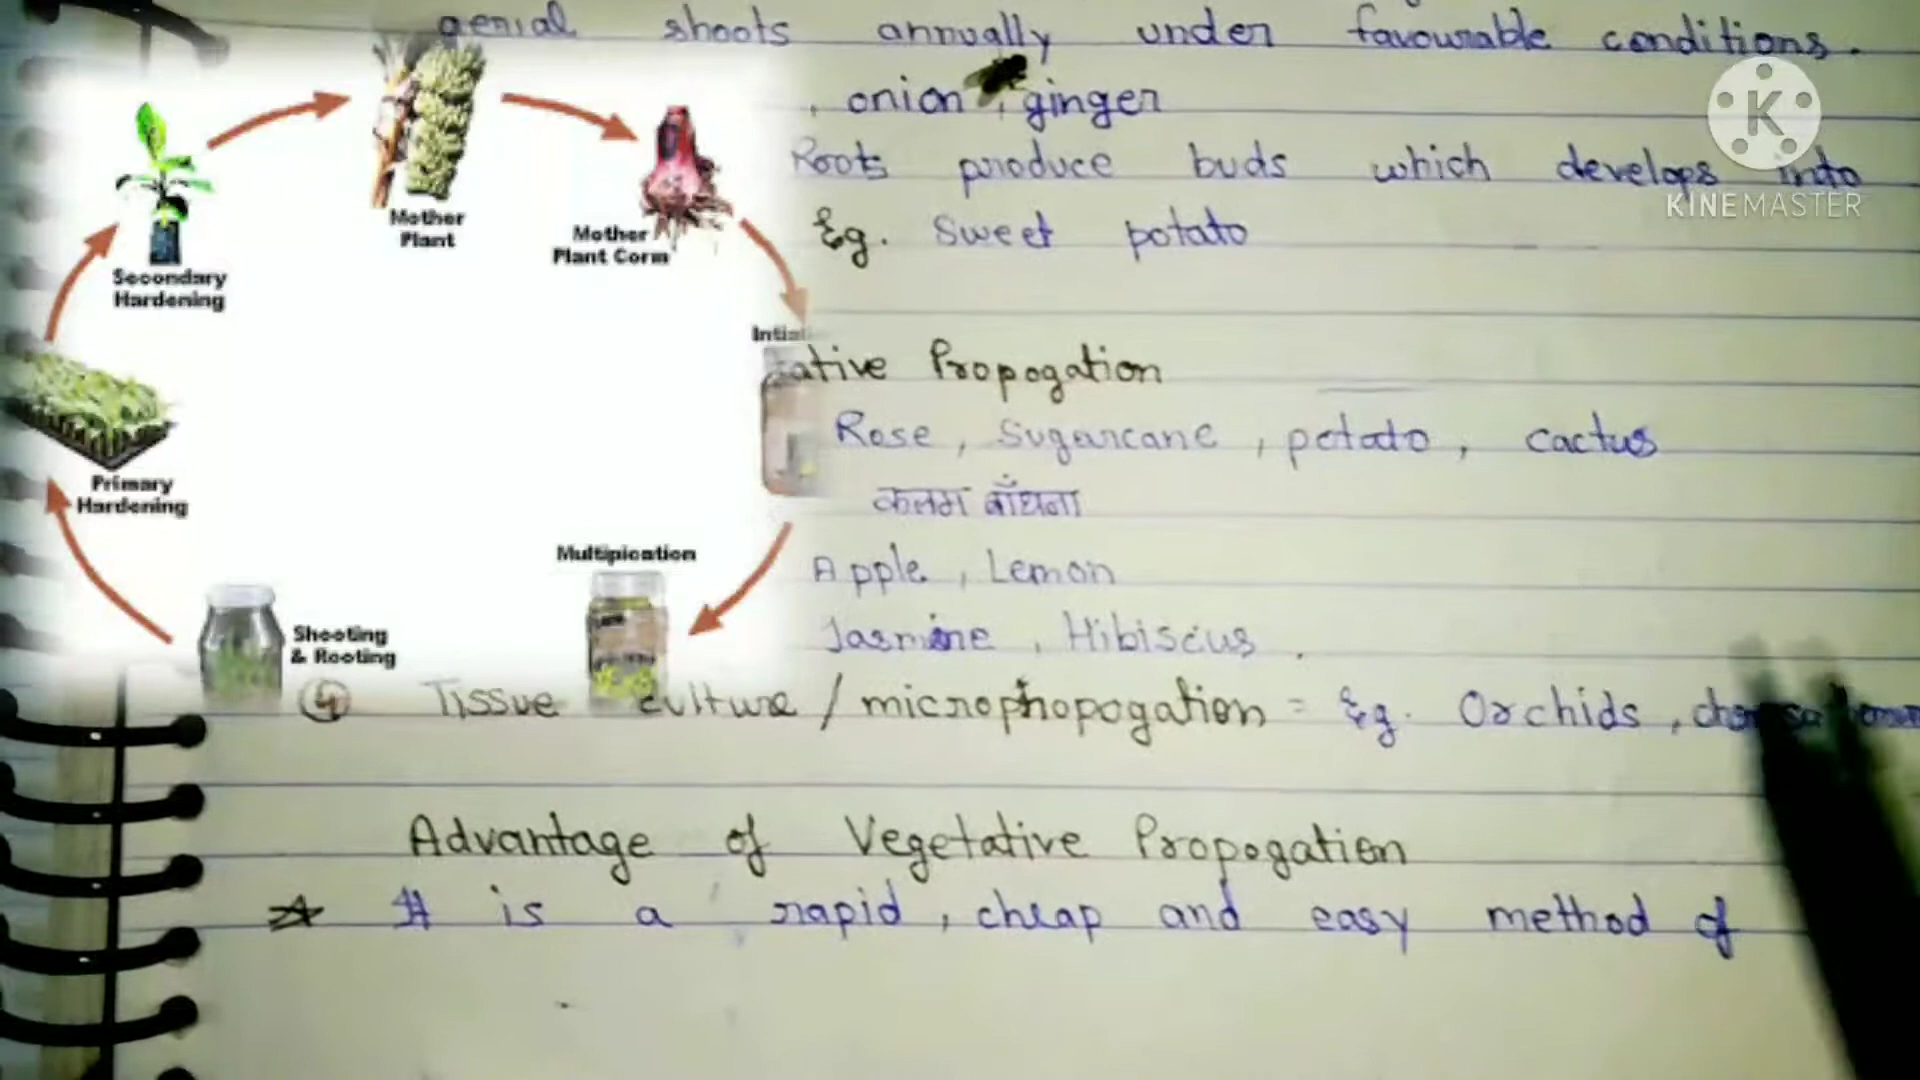 aerial shoots annually under favourable conditions.
, onion , ginger
Roots produce buds which develops into
Eg. Sweet potato
ative Propogation
Rose, Sugarcane, potato, cactus
कलम बाँधना
Apple, Lemon
Jasmine, Hibiscus.
④ Tissue culture / micropropogation = Eg. Orchids,
Advantage of Vegetative Propogation
It is a rapid, cheap and easy method of
Mother
Plant
Mother
Plant Corm
Intial
Multipication
Shooting
& Rooting
Primary
Hardening
Secondary
Hardening
K
KINEMASTER